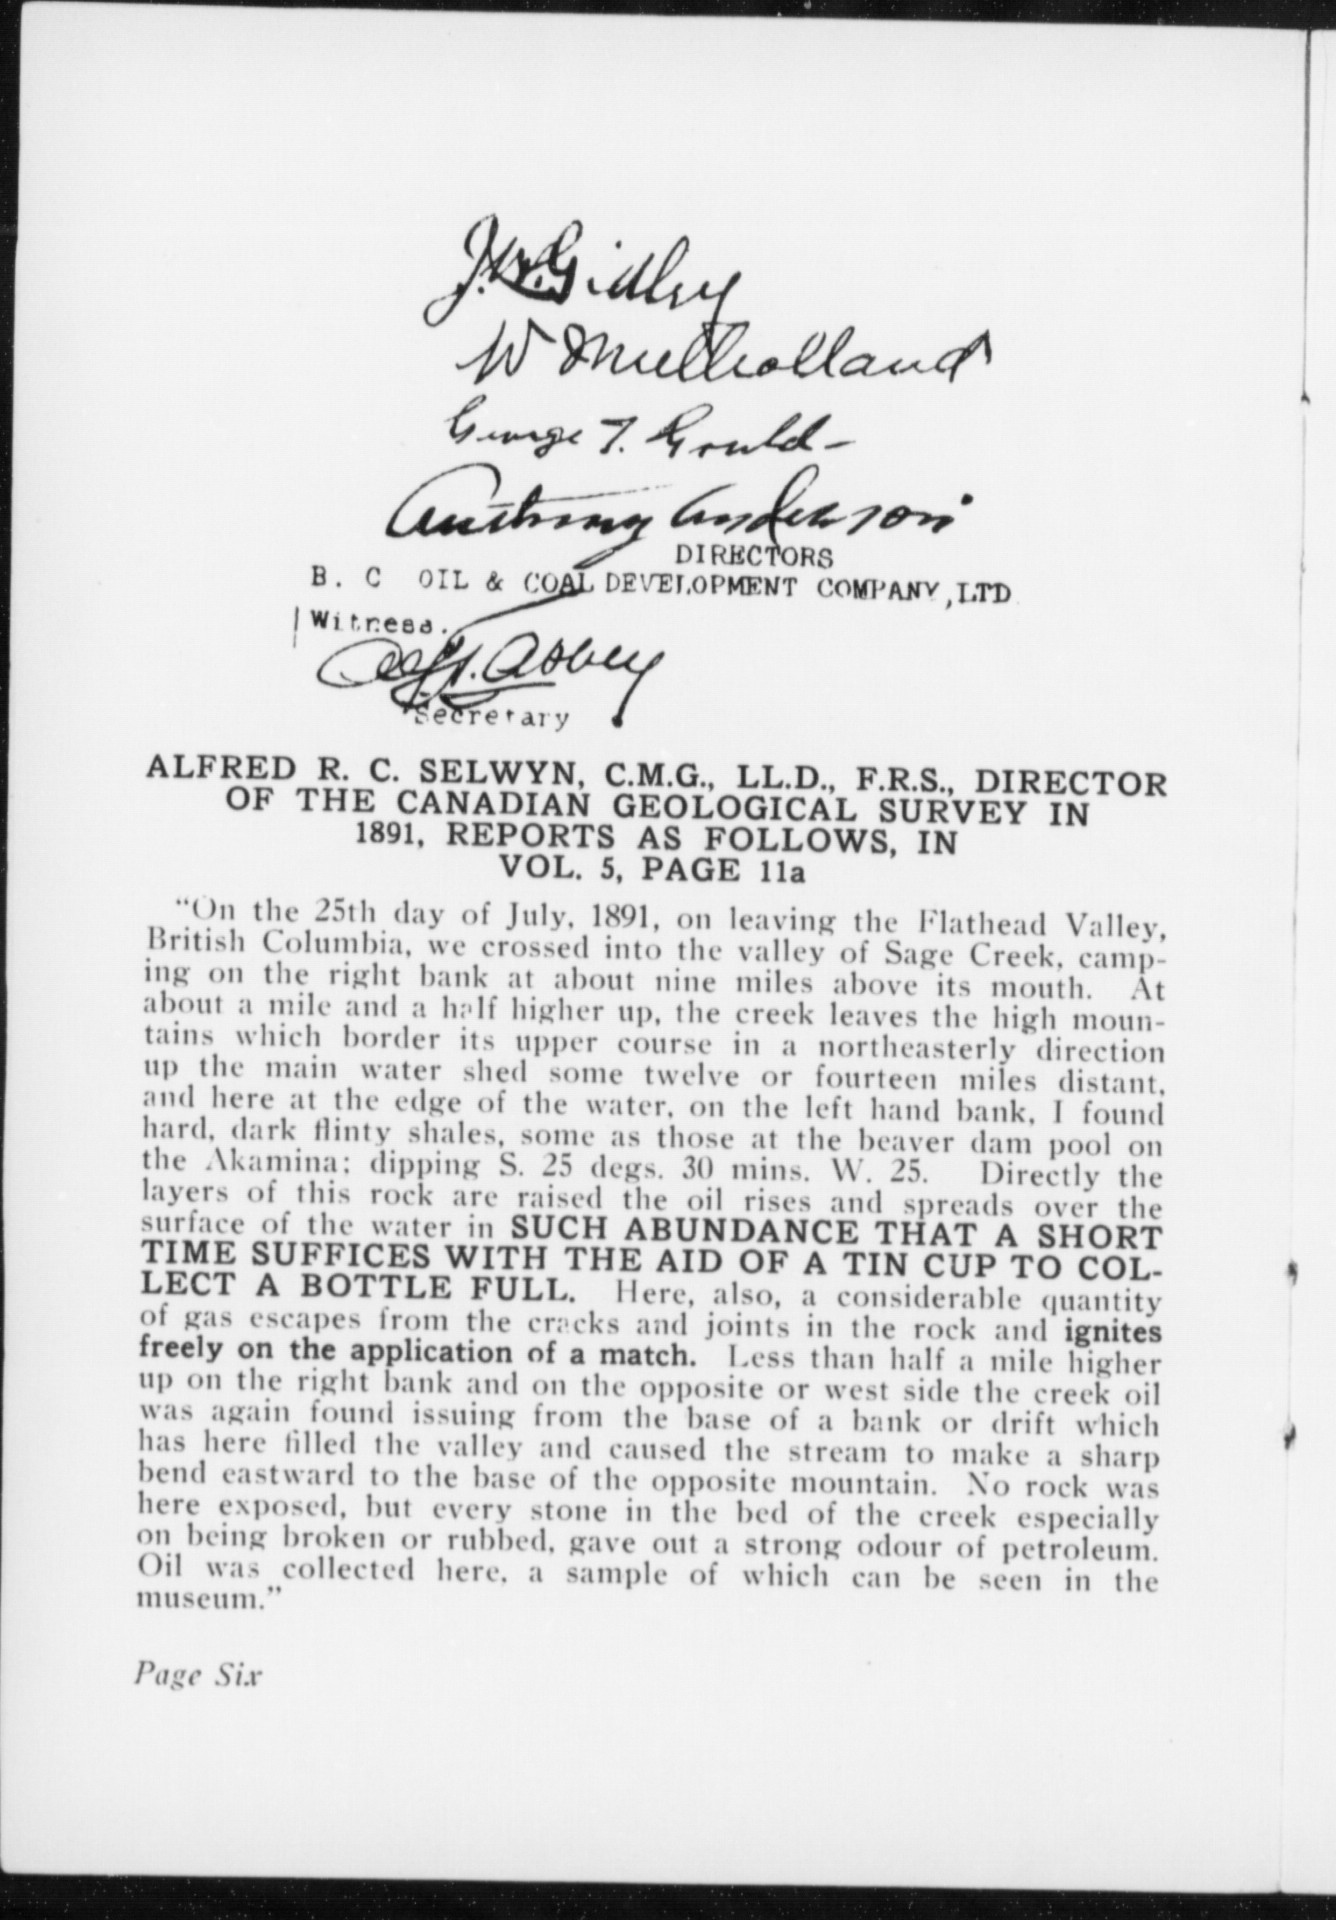 J. W. Gidley
W Mulholland
George T. Gould
Anderson
DIRECTORS
B. C OIL & COAL DEVELOPMENT COMPANY, LTD
Witness.
Asbey
Secretary
ALFRED R. C. SELWYN, C.M.G., LL.D., F.R.S., DIRECTOR
OF THE CANADIAN GEOLOGICAL SURVEY IN
1891, REPORTS AS FOLLOWS, IN
VOL. 5, PAGE 11a
“On the 25th day of July, 1891, on leaving the Flathead Valley,
British Columbia, we crossed into the valley of Sage Creek, camp-
ing on the right bank at about nine miles above its mouth. At
about a mile and a half higher up, the creek leaves the high moun-
tains which border its upper course in a northeasterly direction
up the main water shed some twelve or fourteen miles distant,
and here at the edge of the water, on the left hand bank, I found
hard, dark flinty shales, some as those at the beaver dam pool on
the Akamina; dipping S. 25 degs. 30 mins. W. 25. Directly the
layers of this rock are raised the oil rises and spreads over the
surface of the water in SUCH ABUNDANCE THAT A SHORT
TIME SUFFICES WITH THE AID OF A TIN CUP TO COL-
LECT A BOTTLE FULL. Here, also, a considerable quantity
of gas escapes from the cracks and joints in the rock and ignites
freely on the application of a match. Less than half a mile higher
up on the right bank and on the opposite or west side the creek oil
was again found issuing from the base of a bank or drift which
has here filled the valley and caused the stream to make a sharp
bend eastward to the base of the opposite mountain. No rock was
here exposed, but every stone in the bed of the creek especially
on being broken or rubbed, gave out a strong odour of petroleum.
Oil was collected here, a sample of which can be seen in the
museum.”
Page Six